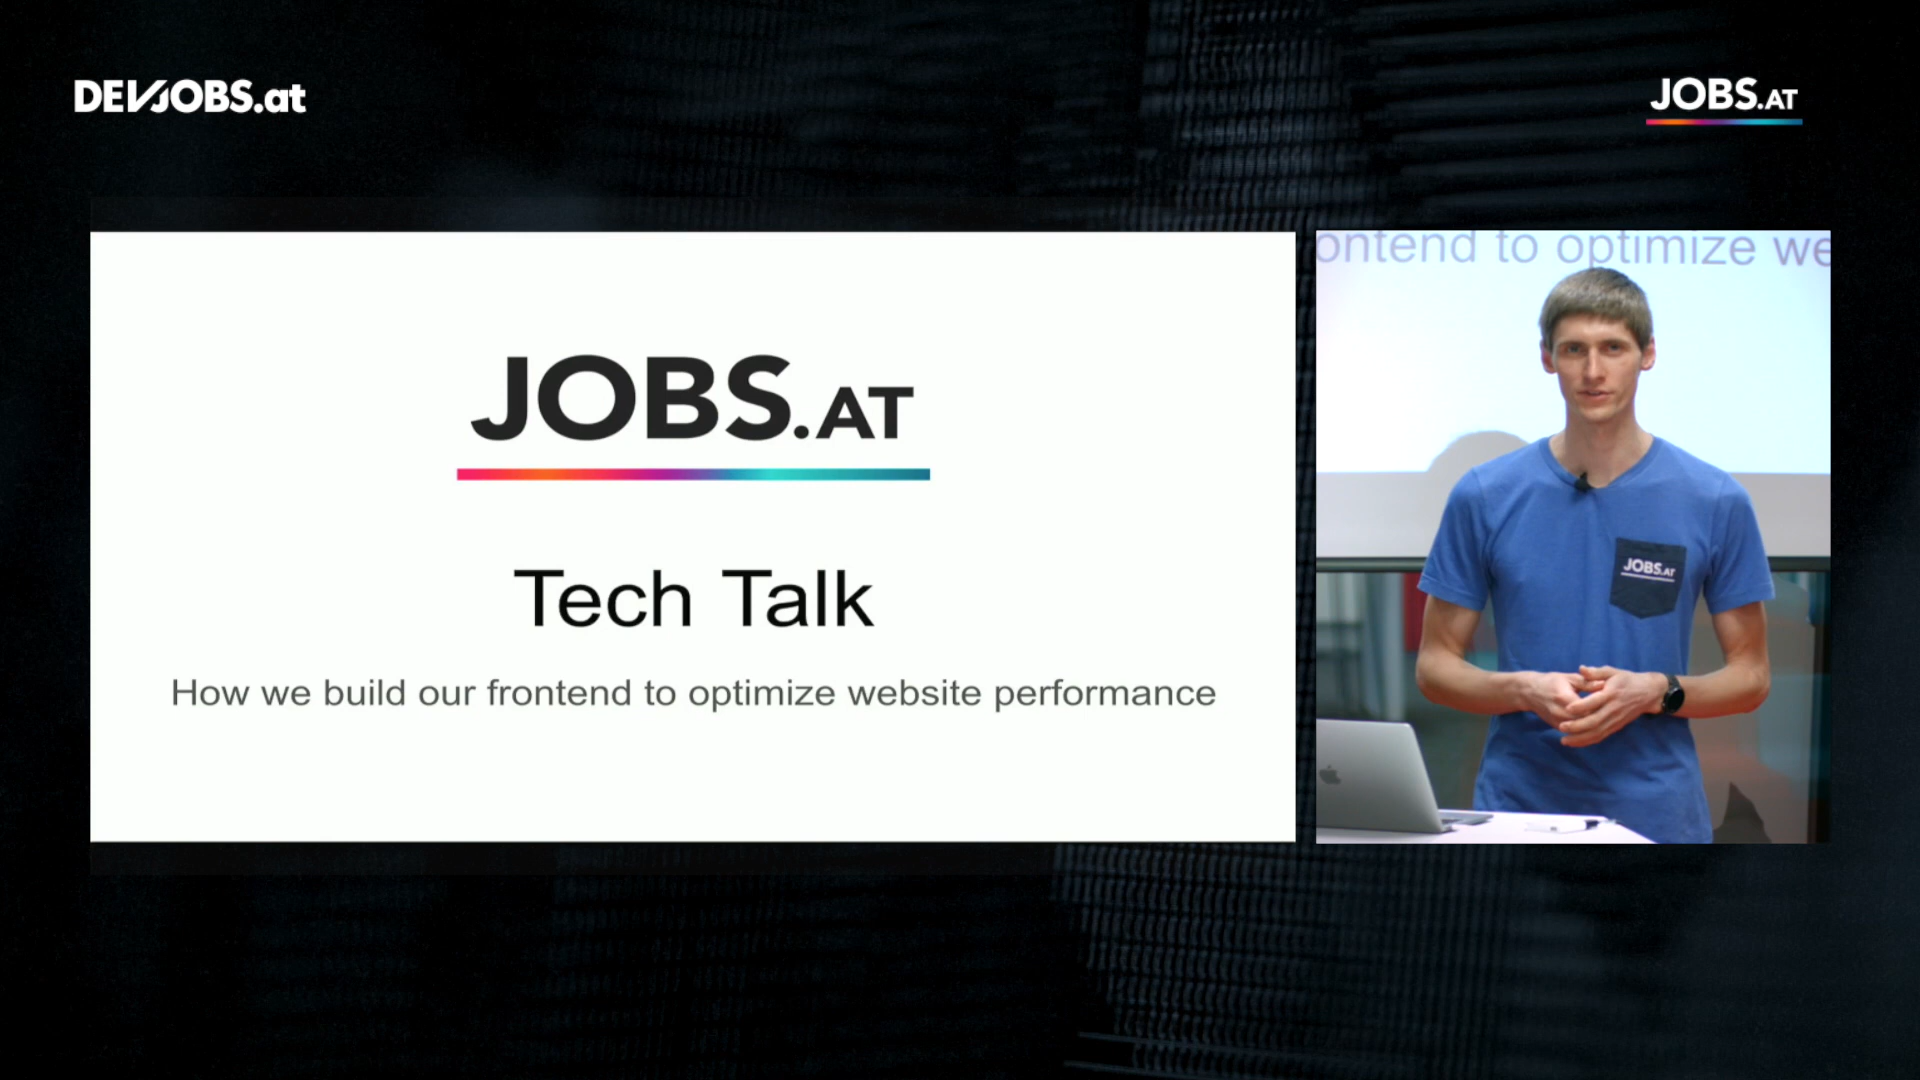 DEVJOBS.at
JOBS.AT
JOBS.AT
Tech Talk
How we build our frontend to optimize website performance
ontend to optimize we
JOBS.AT